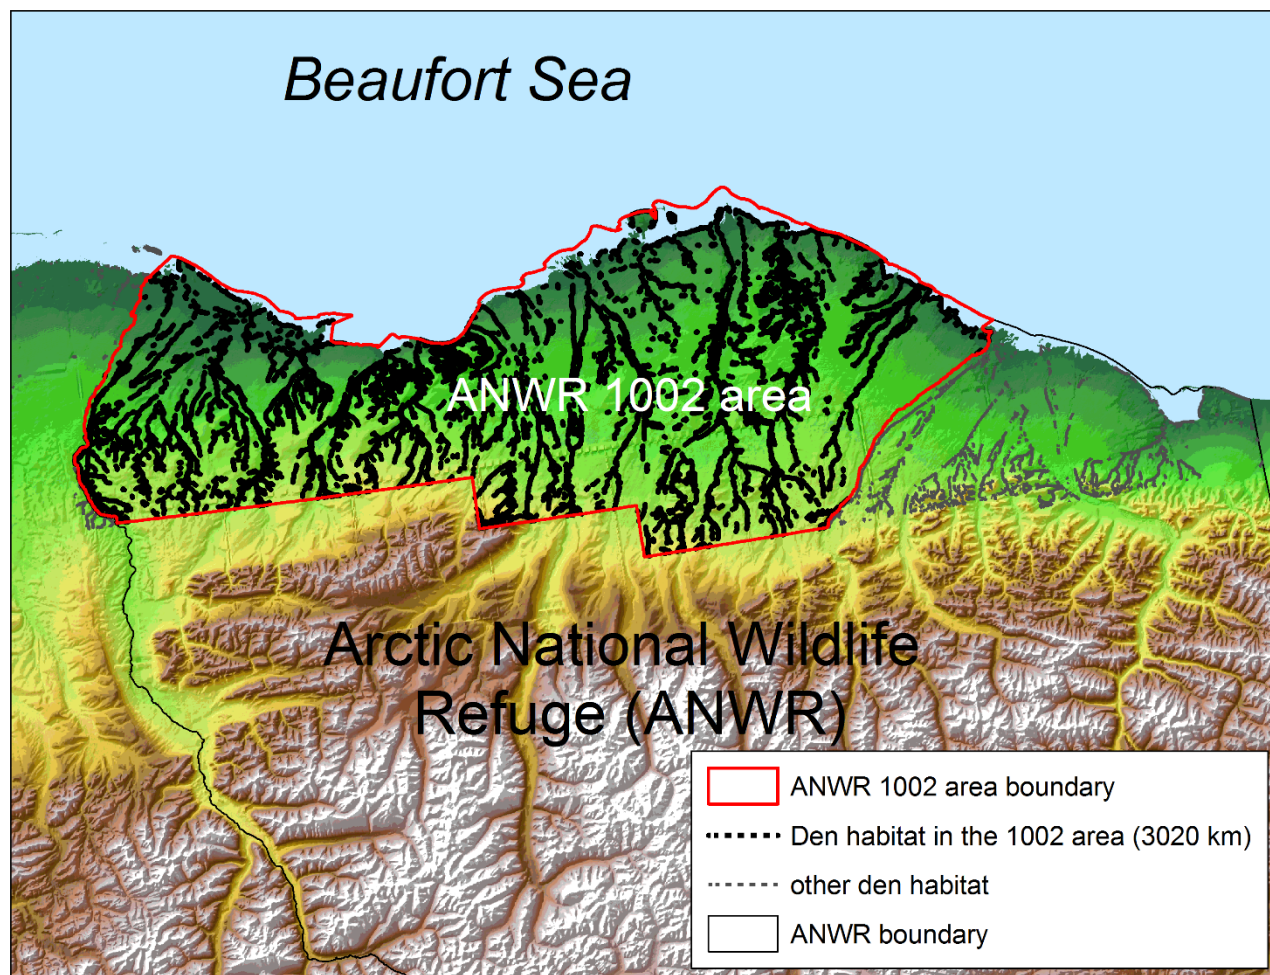 Beaufort Sea
ANWR 1002 area
Arctic National Wildlife
Refuge (ANWR)
ANWR 1002 area boundary
Den habitat in the 1002 area (3020 km)
other den habitat
ANWR boundary